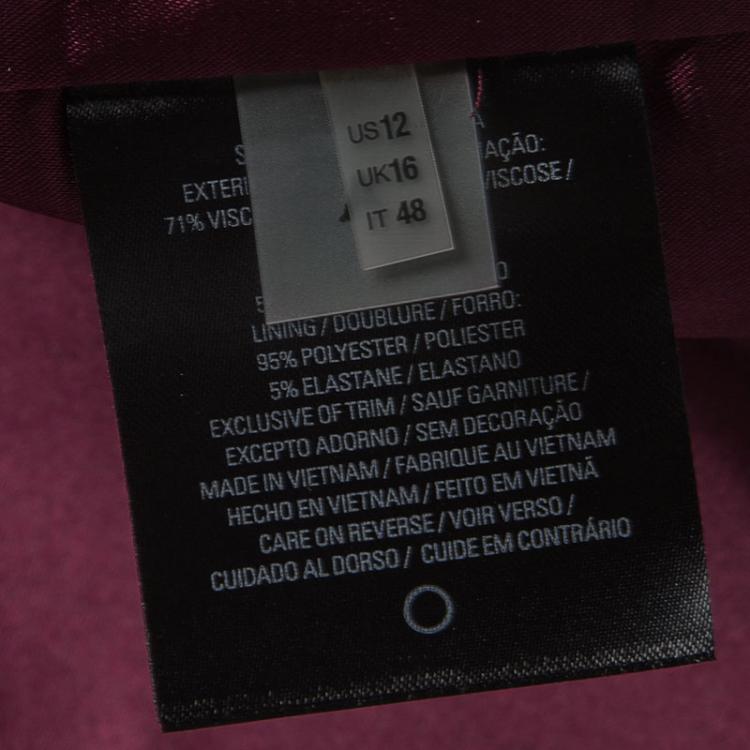 US12
UK16
IT 48
AÇÃO:
EXTERI
VISCOSE/
71% VISC
LINING / DOUBLURE / FORRO:
95% POLYESTER / POLIESTER
5% ELASTANE / ELASTANO
EXCLUSIVE OF TRIM / SAUF GARNITURE /
EXCEPTO ADORNO / SEM DECORAÇÃO
MADE IN VIETNAM / FABRIQUE AU VIETNAM
HECHO EN VIETNAM / FEITO EM VIETNÃ
CARE ON REVERSE / VOIR VERSO /
CUIDADO AL DORSO / CUIDE EM CONTRÁRIO